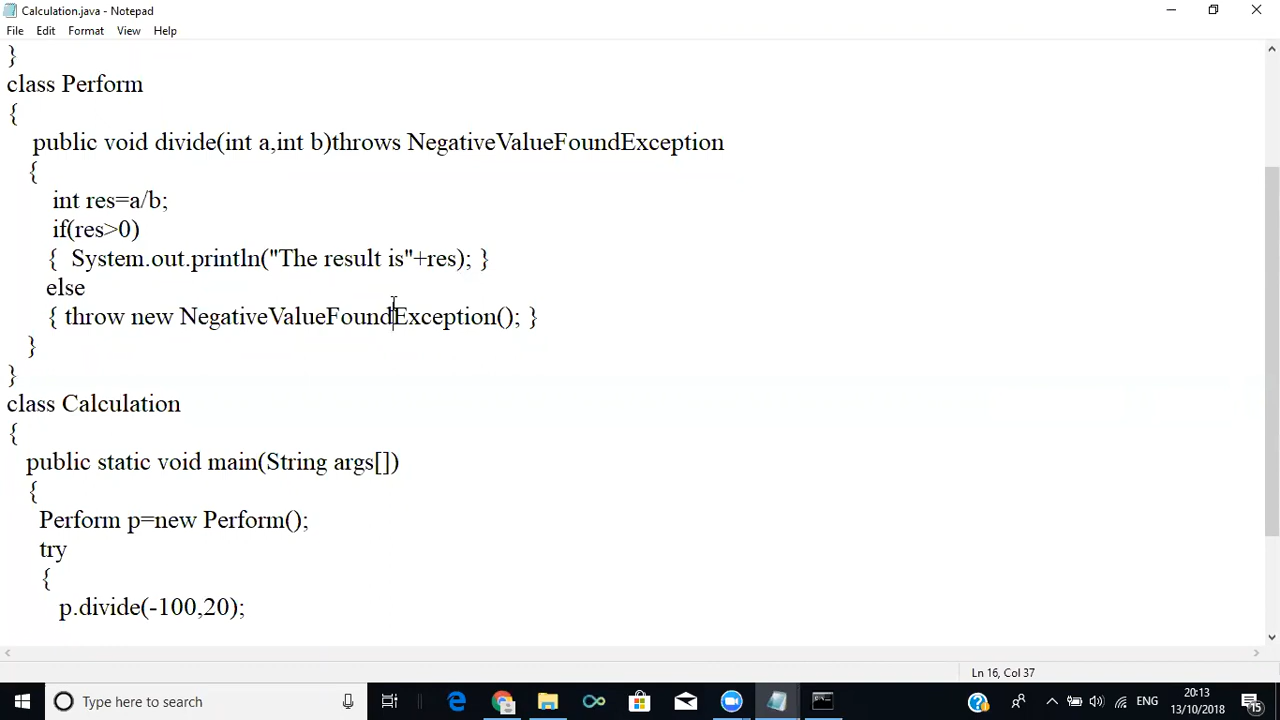 Calculation.java - Notepad
File Edit Format View Help
}
class Perform
{
public void divide(int a,int b)throws NegativeValueFoundException
{
int res=a/b;
if(res>0)
{ System.out.println("The result is"+res); }
else
{ throw new NegativeValueFoundException(); }
}
}
class Calculation
{
public static void main(String args[])
{
Perform p=new Perform();
try
{
p.divide(-100,20);
Ln 16, Col 37
Type here to search
ENG
20:13
13/10/2018
15